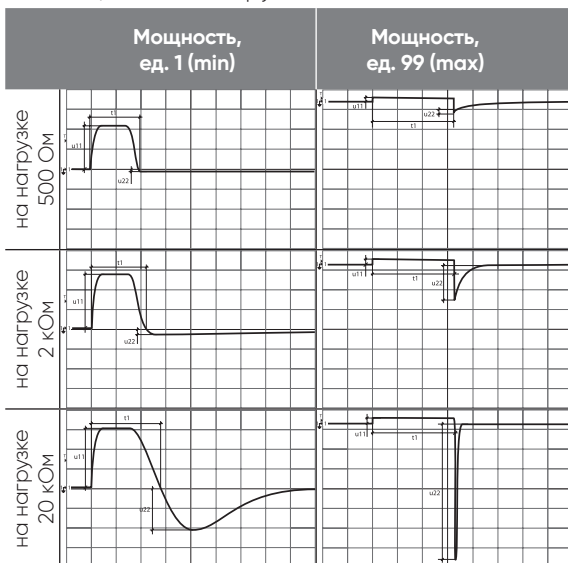 Мощность,
ед. 1 (min)
Мощность,
ед. 99 (max)
на нагрузке
500 Ом
t1
u11
u22
u11
u22
t1
на нагрузке
2 кОм
t1
u11
u22
u11
t1
u22
на нагрузке
20 кОм
t1
u11
u22
u11
t1
u22